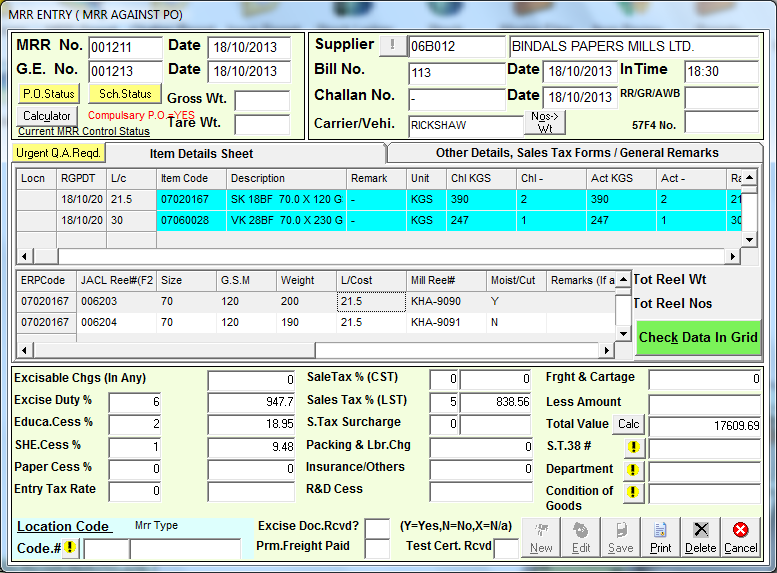 MRR ENTRY ( MRR AGAINST PO)
MRR No. 001211 Date 18/10/2013 Supplier ! 06B012 BINDALS PAPERS MILLS LTD.
G.E. No. 001213 Date 18/10/2013 Bill No. 113 Date 18/10/2013 In Time 18:30
P.O.Status Sch.Status Gross Wt. Challan No. - Date 18/10/2013 RR/GR/AWB
Calculator Compulsary P.O.=YES Tare Wt. Carrier/Vehi. RICKSHAW Nos-> Wt 57F4 No.
Current MRR Control Status
Urgent Q.A.Reqd. Item Details Sheet Other Details, Sales Tax Forms / General Remarks
Locn RGPDT L/c Item Code Description Remark Unit Chl KGS Chl - Act KGS Act - Ra
18/10/20 21.5 07020167 SK 18BF 70.0 X 120 G - KGS 390 2 390 2 21
18/10/20 30 07060028 VK 28BF 70.0 X 230 G - KGS 247 1 247 1 30
ERPCode JACL Reel#(F2 Size G.S.M Weight L/Cost Mill Reel# Moist/Cut Remarks (If a Tot Reel Wt
07020167 006203 70 120 200 21.5 KHA-9090 Y Tot Reel Nos
07020167 006204 70 120 190 21.5 KHA-9091 N
Check Data In Grid
Excisable Chgs (In Any) 0 SaleTax % (CST) 0 0 Frght & Cartage 0
Excise Duty % 6 947.7 Sales Tax % (LST) 5 838.56 Less Amount
Educa.Cess % 2 18.95 S.Tax Surcharge 0 Total Value Calc 17609.69
SHE.Cess % 1 9.48 Packing & Lbr.Chg 0 S.T.38 # !
Paper Cess % 0 0 Insurance/Others 0 Department !
Entry Tax Rate 0 R&D Cess Condition of Goods !
Location Code Mrr Type Excise Doc.Rcvd? (Y=Yes,N=No,X=N/a)
Code.# ! Prm.Freight Paid Test Cert. Rcvd New Edit Save Print Delete Cancel